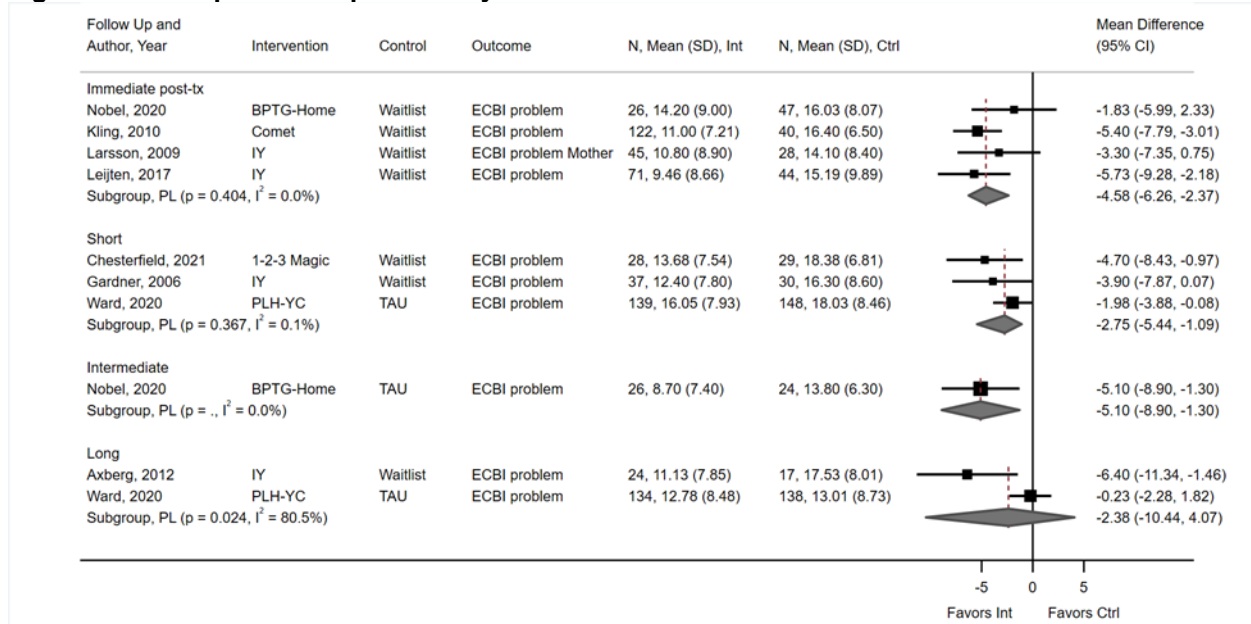 Follow Up and Mean Difference
Author, Year Intervention Control Outcome N, Mean (SD), Int N, Mean (SD), Ctrl (95% CI)
Immediate post-tx
Nobel, 2020 BPTG-Home Waitlist ECBI problem 26, 14.20 (9.00) 47, 16.03 (8.07) -1.83 (-5.99, 2.33)
Kling, 2010 Comet Waitlist ECBI problem 122, 11.00 (7.21) 40, 16.40 (6.50) -5.40 (-7.79, -3.01)
Larsson, 2009 IY Waitlist ECBI problem Mother 45, 10.80 (8.90) 28, 14.10 (8.40) -3.30 (-7.35, 0.75)
Leijten, 2017 IY Waitlist ECBI problem 71, 9.46 (8.66) 44, 15.19 (9.89) -5.73 (-9.28, -2.18)
Subgroup, PL (p = 0.404, I² = 0.0%) -4.58 (-6.26, -2.37)
Short
Chesterfield, 2021 1-2-3 Magic Waitlist ECBI problem 28, 13.68 (7.54) 29, 18.38 (6.81) -4.70 (-8.43, -0.97)
Gardner, 2006 IY Waitlist ECBI problem 37, 12.40 (7.80) 30, 16.30 (8.60) -3.90 (-7.87, 0.07)
Ward, 2020 PLH-YC TAU ECBI problem 139, 16.05 (7.93) 148, 18.03 (8.46) -1.98 (-3.88, -0.08)
Subgroup, PL (p = 0.367, I² = 0.1%) -2.75 (-5.44, -1.09)
Intermediate
Nobel, 2020 BPTG-Home TAU ECBI problem 26, 8.70 (7.40) 24, 13.80 (6.30) -5.10 (-8.90, -1.30)
Subgroup, PL (p = ., I² = 0.0%) -5.10 (-8.90, -1.30)
Long
Axberg, 2012 IY Waitlist ECBI problem 24, 11.13 (7.85) 17, 17.53 (8.01) -6.40 (-11.34, -1.46)
Ward, 2020 PLH-YC TAU ECBI problem 134, 12.78 (8.48) 138, 13.01 (8.73) -0.23 (-2.28, 1.82)
Subgroup, PL (p = 0.024, I² = 80.5%) -2.38 (-10.44, 4.07)
-5 0 5
Favors Int Favors Ctrl